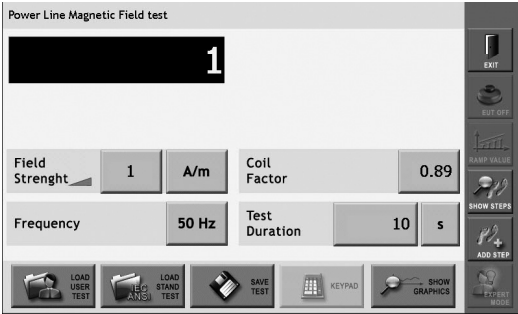 Power Line Magnetic Field test
1
EXIT
EUT OFF
RAMP VALUE
Field
Strenght
1
A/m
Coil
Factor
0.89
SHOW STEPS
Frequency
50 Hz
Test
Duration
10
s
ADD STEP
LOAD
USER
TEST
IEC
ANSI
LOAD
STAND
TEST
SAVE
TEST
KEYPAD
SHOW
GRAPHICS
EXPERT
MODE